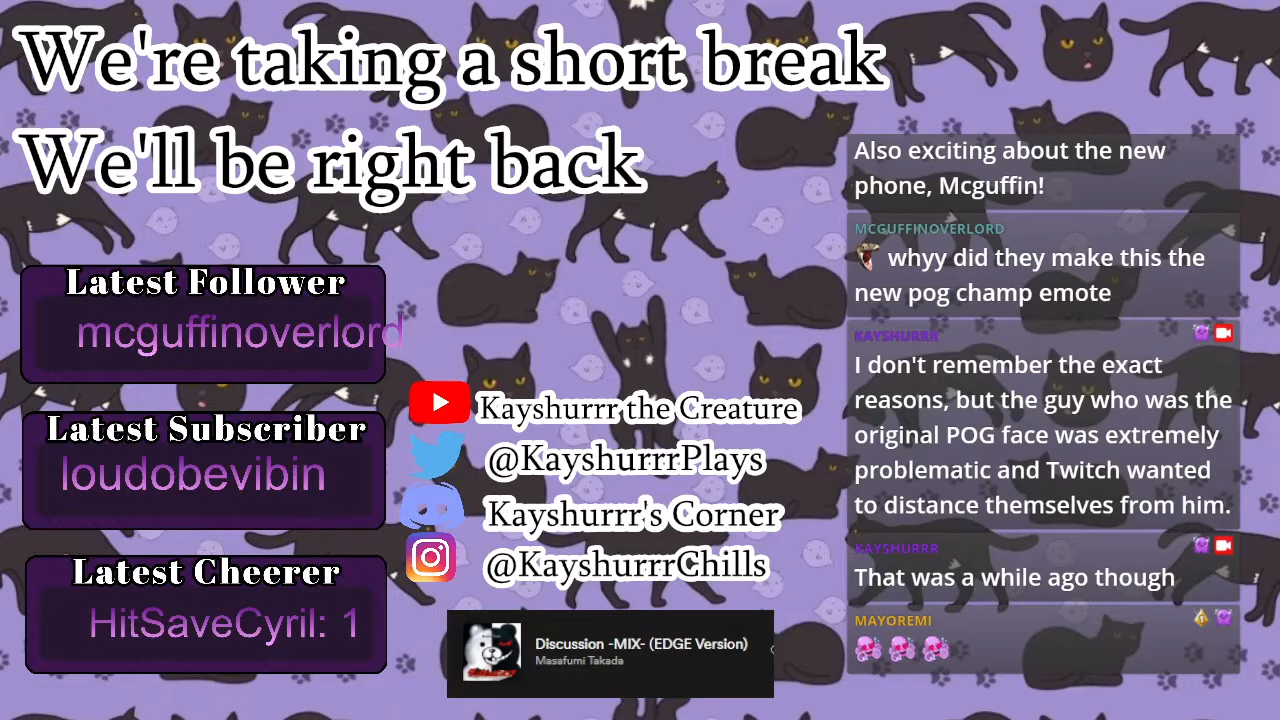 We're taking a short break
We'll be right back
Latest Follower
mcguffinoverlord
Latest Subscriber
loudobevibin
Latest Cheerer
HitSaveCyril: 1
Kayshurrr the Creature
@KayshurrrPlays
Kayshurrr's Corner
@KayshurrrChills
Discussion -MIX- (EDGE Version)
Masafumi Takada
Also exciting about the new
phone, Mcguffin!
MCGUFFINOVERLORD
whyy did they make this the
new pog champ emote
KAYSHURRR
I don't remember the exact
reasons, but the guy who was the
original POG face was extremely
problematic and Twitch wanted
to distance themselves from him.
KAYSHURRR
That was a while ago though
MAYOREMI